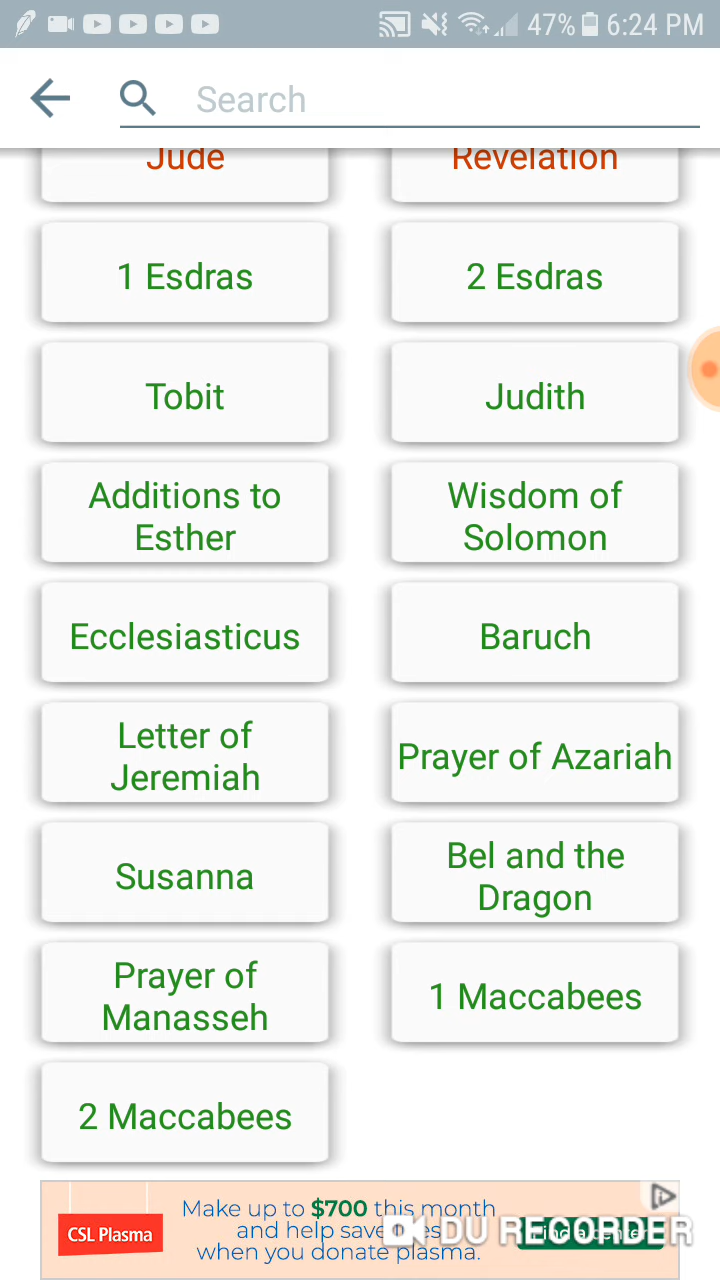 47% 6:24 PM
Search
Jude
Revelation
1 Esdras
2 Esdras
Tobit
Judith
Additions to
Esther
Wisdom of
Solomon
Ecclesiasticus
Baruch
Letter of
Jeremiah
Prayer of Azariah
Susanna
Bel and the
Dragon
Prayer of
Manasseh
1 Maccabees
2 Maccabees
CSL Plasma
Make up to $700 this month
and help save
when you donate plasma.
DU RECORDER